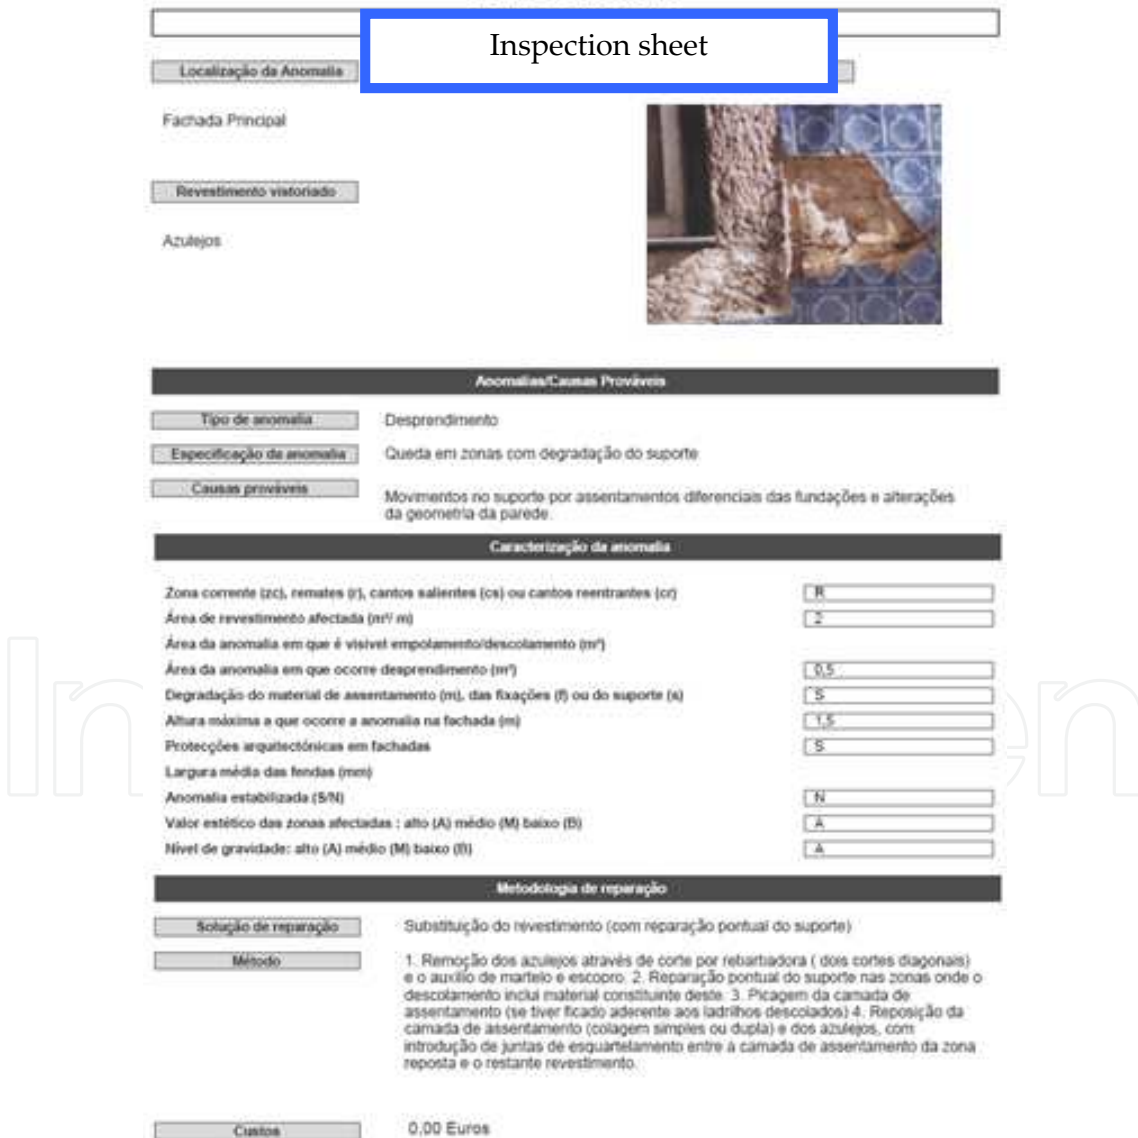 Inspection sheet
Localização da Anomalia
Fachada Principal
Revestimento vistoriado
Azulejos
Anomalias/Causas Prováveis
Tipo de anomalia
Desprendimento
Especificação da anomalia
Queda em zonas com degradação do suporte
Causas prováveis
Movimentos no suporte por assentamentos diferenciais das fundações e alterações
da geometria da parede.
Caracterização da anomalia
Zona corrente (zc), remates (r), cantos salientes (cs) ou cantos reentrantes (cr)
R
Área de revestimento afectada (m²/ m)
2
Área da anomalia em que é visivel empolamento/descolamento (m²)
Área da anomalia em que ocorre desprendimento (m²)
0,5
Degradação do material de assentamento (m), das fixações (f) ou do suporte (s)
S
Altura máxima a que ocorre a anomalia na fachada (m)
1,5
Protecções arquitectónicas em fachadas
S
Largura média das fendas (mm)
Anomalia estabilizada (S/N)
N
Valor estético das zonas afectadas : alto (A) médio (M) baixo (B)
A
Nível de gravidade: alto (A) médio (M) baixo (B)
A
Metodologia de reparação
Solução de reparação
Substituição do revestimento (com reparação pontual do suporte)
Método
1. Remoção dos azulejos através de corte por rebarbadora ( dois cortes diagonais)
e o auxílio de martelo e escopro. 2. Reparação pontual do suporte nas zonas onde o
descolamento inclui material constituinte deste. 3. Picagem da camada de
assentamento (se tiver ficado aderente aos ladrilhos descolados) 4. Reposição da
camada de assentamento (colagem simples ou dupla) e dos azulejos, com
introdução de juntas de esquartelamento entre a camada de assentamento da zona
reposta e o restante revestimento.
Custos
0,00 Euros